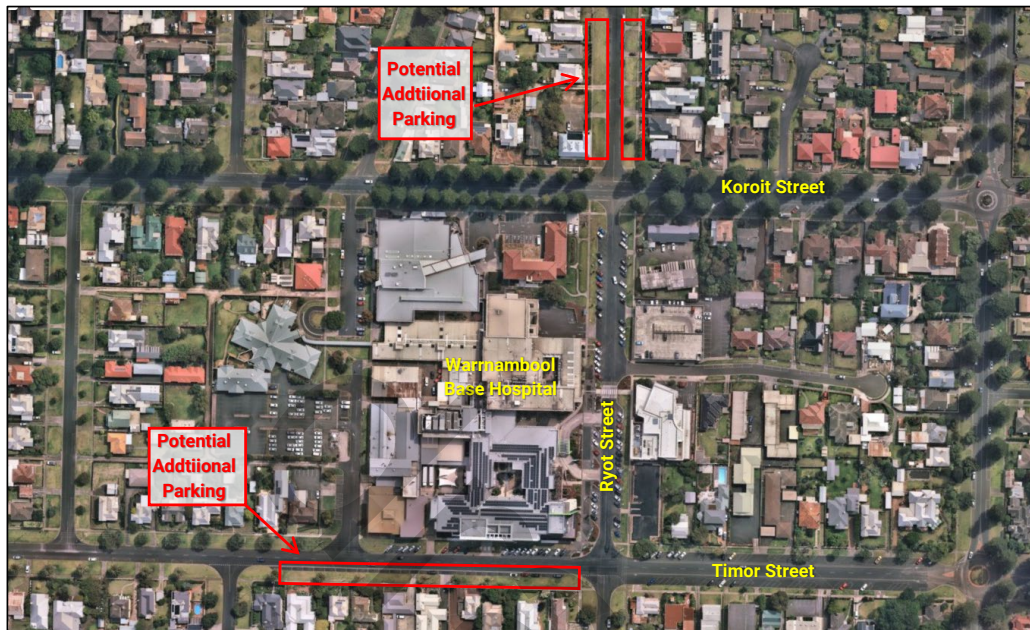 Potential
Addtiional
Parking
Koroit Street
Warrnambool
Base Hospital
Ryot Street
Potential
Addtiional
Parking
Timor Street